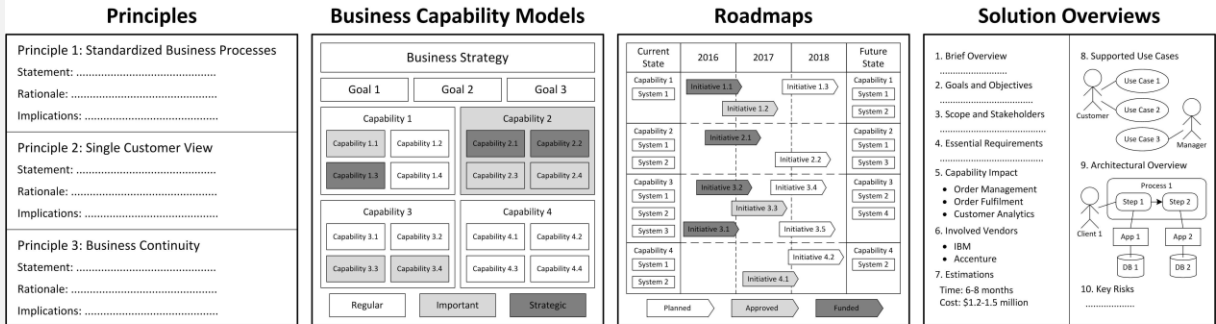 Principles
Principle 1: Standardized Business Processes
Statement: ..........................................
Rationale: ..........................................
Implications: ......................................
Principle 2: Single Customer View
Statement: ..........................................
Rationale: ..........................................
Implications: ......................................
Principle 3: Business Continuity
Statement: ..........................................
Rationale: ..........................................
Implications: ......................................
Business Capability Models
Business Strategy
Goal 1
Goal 2
Goal 3
Capability 1
Capability 1.1
Capability 1.2
Capability 1.3
Capability 1.4
Capability 2
Capability 2.1
Capability 2.2
Capability 2.3
Capability 2.4
Capability 3
Capability 3.1
Capability 3.2
Capability 3.3
Capability 3.4
Capability 4
Capability 4.1
Capability 4.2
Capability 4.3
Capability 4.4
Regular
Important
Strategic
Roadmaps
Current State
2016
2017
2018
Future State
Capability 1
System 1
Initiative 1.1
Initiative 1.2
Initiative 1.3
Capability 1
System 1
System 2
Capability 2
System 1
System 2
Initiative 2.1
Initiative 2.2
Capability 2
System 1
System 3
Capability 3
System 1
System 2
System 3
Initiative 3.2
Initiative 3.4
Initiative 3.3
Initiative 3.1
Initiative 3.5
Capability 3
System 2
System 4
Capability 4
System 1
System 2
Initiative 4.2
Initiative 4.1
Capability 4
System 2
Planned
Approved
Funded
Solution Overviews
1. Brief Overview
......................
2. Goals and Objectives
..............................
3. Scope and Stakeholders
..................................
4. Essential Requirements
..................................
5. Capability Impact
• Order Management
• Order Fulfilment
• Customer Analytics
6. Involved Vendors
• IBM
• Accenture
7. Estimations
Time: 6-8 months
Cost: $1.2-1.5 million
8. Supported Use Cases
Use Case 1
Use Case 2
Use Case 3
Customer
Manager
9. Architectural Overview
Process 1
Step 1
Step 2
Client 1
App 1
App 2
DB 1
DB 2
10. Key Risks
................